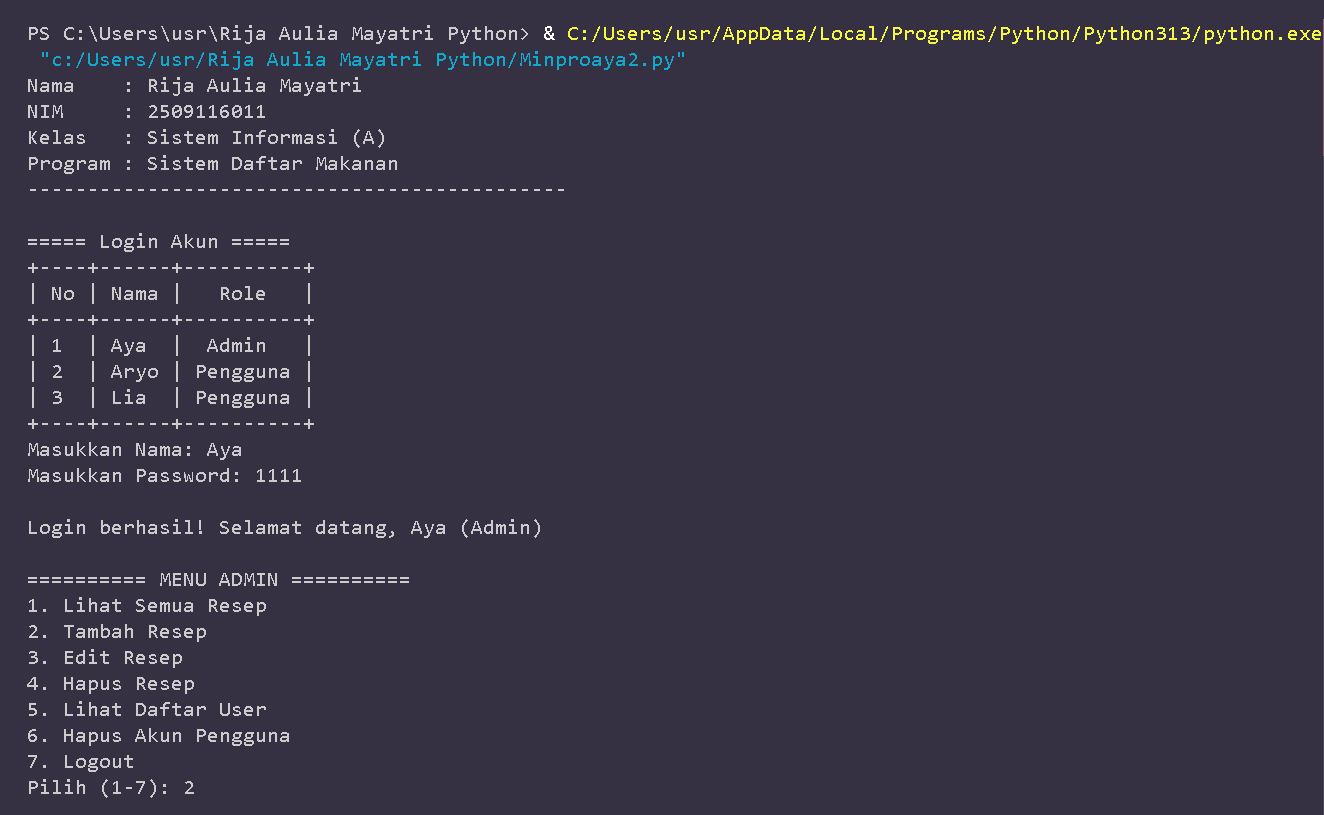 PS C:\Users\usr\Rija Aulia Mayatri Python> & C:/Users/usr/AppData/Local/Programs/Python/Python313/python.exe
 "c:/Users/usr/Rija Aulia Mayatri Python/Minproaya2.py"
Nama    : Rija Aulia Mayatri
NIM     : 2509116011
Kelas   : Sistem Informasi (A)
Program : Sistem Daftar Makanan
---------------------------------------------

===== Login Akun =====
+----+------+----------+
| No | Nama |   Role   |
+----+------+----------+
| 1  | Aya  |  Admin   |
| 2  | Aryo | Pengguna |
| 3  | Lia  | Pengguna |
+----+------+----------+
Masukkan Nama: Aya
Masukkan Password: 1111

Login berhasil! Selamat datang, Aya (Admin)

========== MENU ADMIN ==========
1. Lihat Semua Resep
2. Tambah Resep
3. Edit Resep
4. Hapus Resep
5. Lihat Daftar User
6. Hapus Akun Pengguna
7. Logout
Pilih (1-7): 2